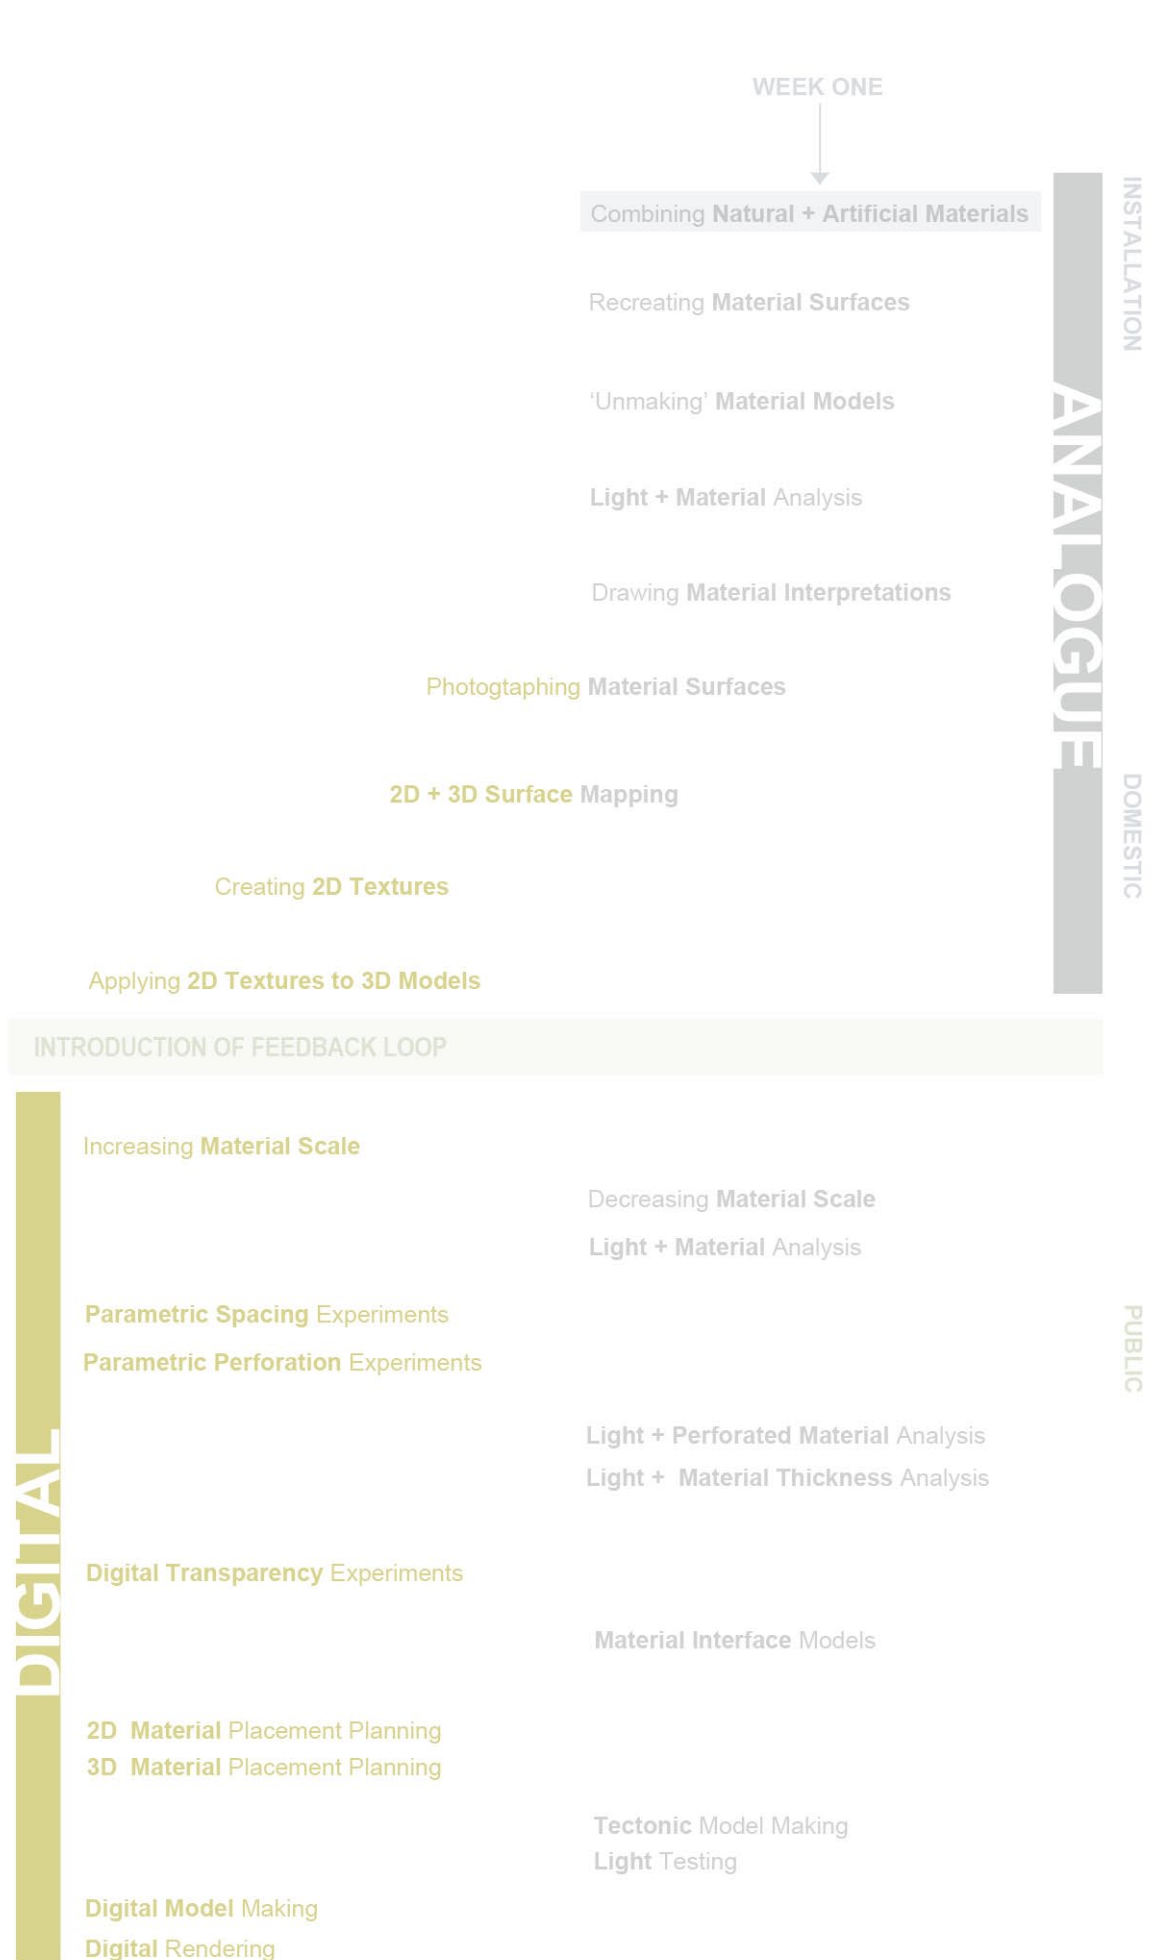 WEEK ONE
Combining Natural + Artificial Materials
INSTALLATION
Recreating Material Surfaces
‘Unmaking’ Material Models
ANALOGUE
Light + Material Analysis
Drawing Material Interpretations
Photogtaphing Material Surfaces
2D + 3D Surface Mapping
DOMESTIC
Creating 2D Textures
Applying 2D Textures to 3D Models
INTRODUCTION OF FEEDBACK LOOP
Increasing Material Scale
Decreasing Material Scale
Light + Material Analysis
Parametric Spacing Experiments
PUBLIC
Parametric Perforation Experiments
Light + Perforated Material Analysis
Light + Material Thickness Analysis
DIGITAL
Digital Transparency Experiments
Material Interface Models
2D Material Placement Planning
3D Material Placement Planning
Tectonic Model Making
Light Testing
Digital Model Making
Digital Rendering